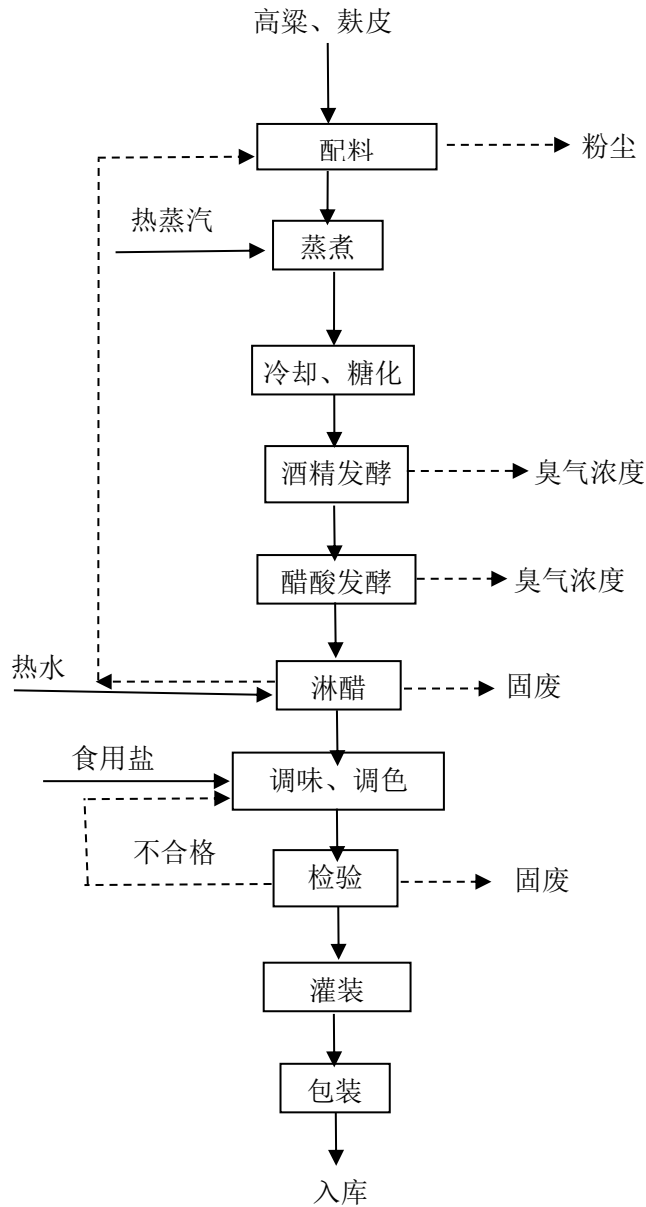 高粱、麸皮
配料
粉尘
热蒸汽
蒸煮
冷却、糖化
酒精发酵
臭气浓度
醋酸发酵
臭气浓度
热水
淋醋
固废
食用盐
调味、调色
不合格
检验
固废
灌装
包装
入库